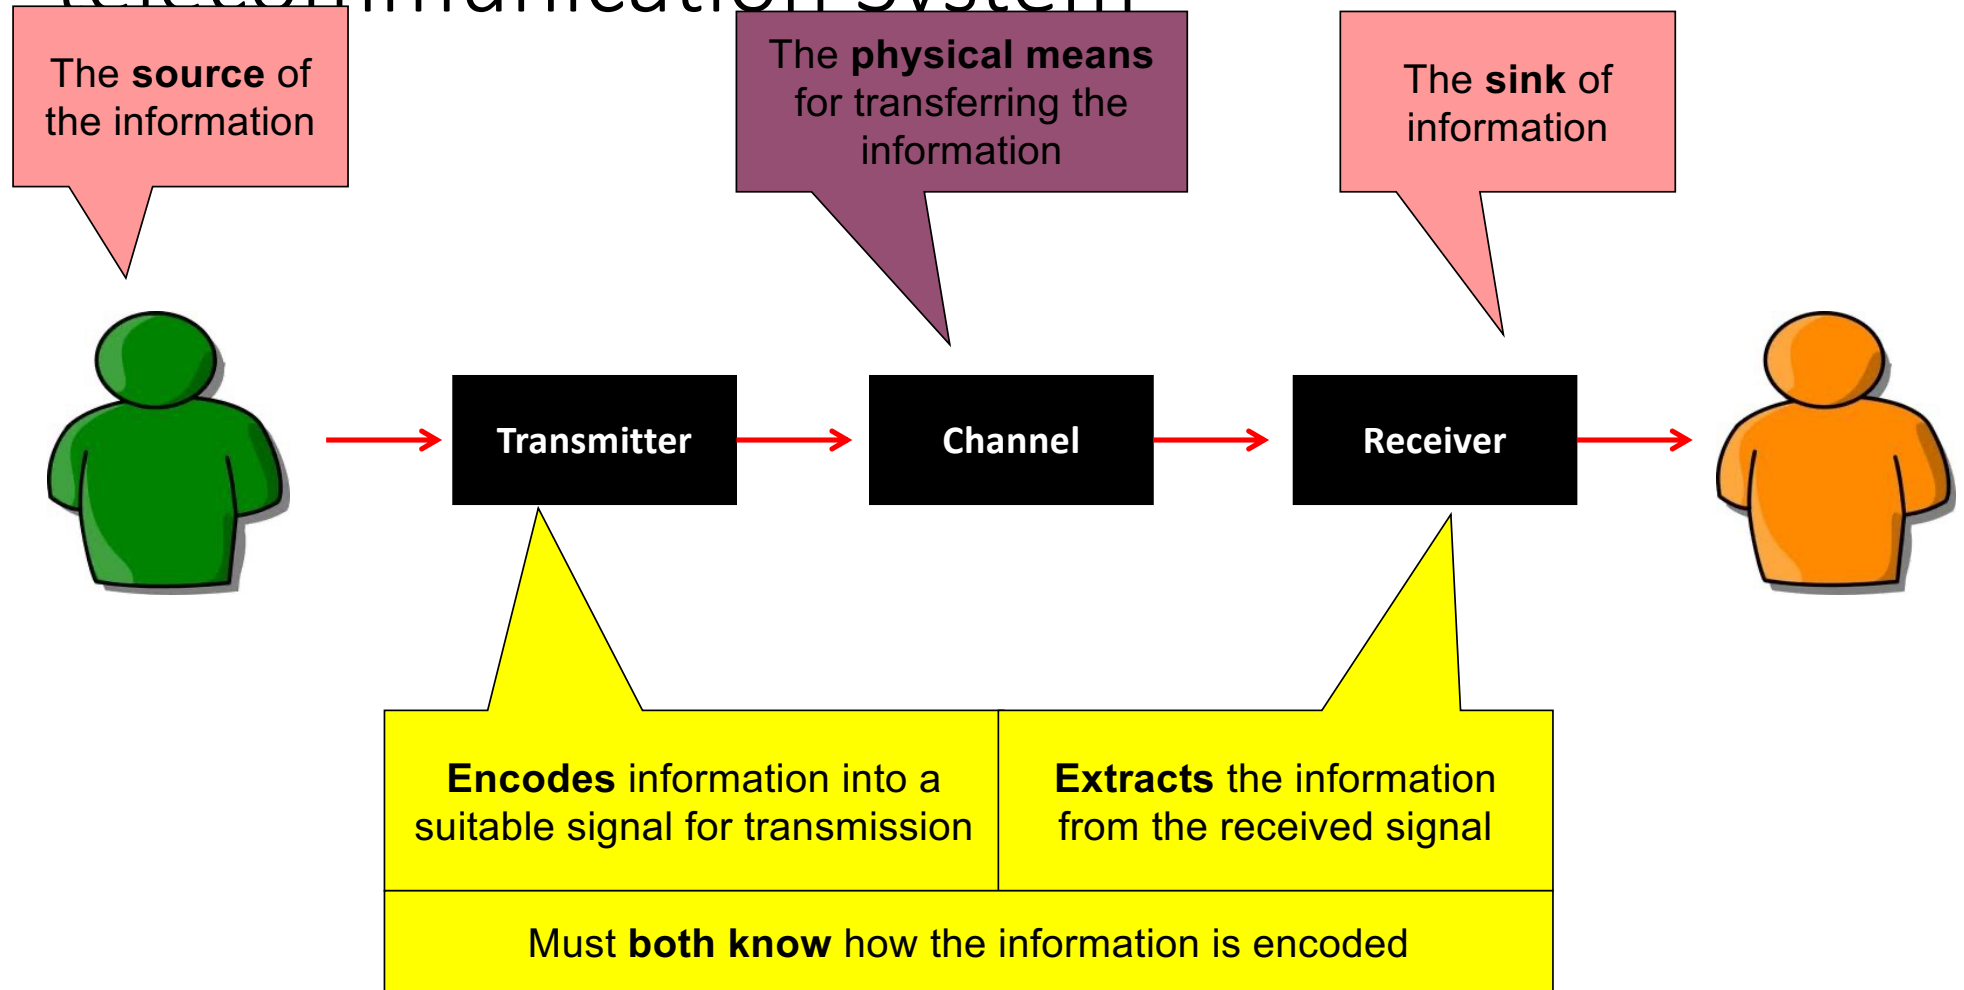 Telecommunication System
The source of
the information
The physical means
for transferring the
information
The sink of
information
Transmitter
Channel
Receiver
Encodes information into a
suitable signal for transmission
Extracts the information
from the received signal
Must both know how the information is encoded